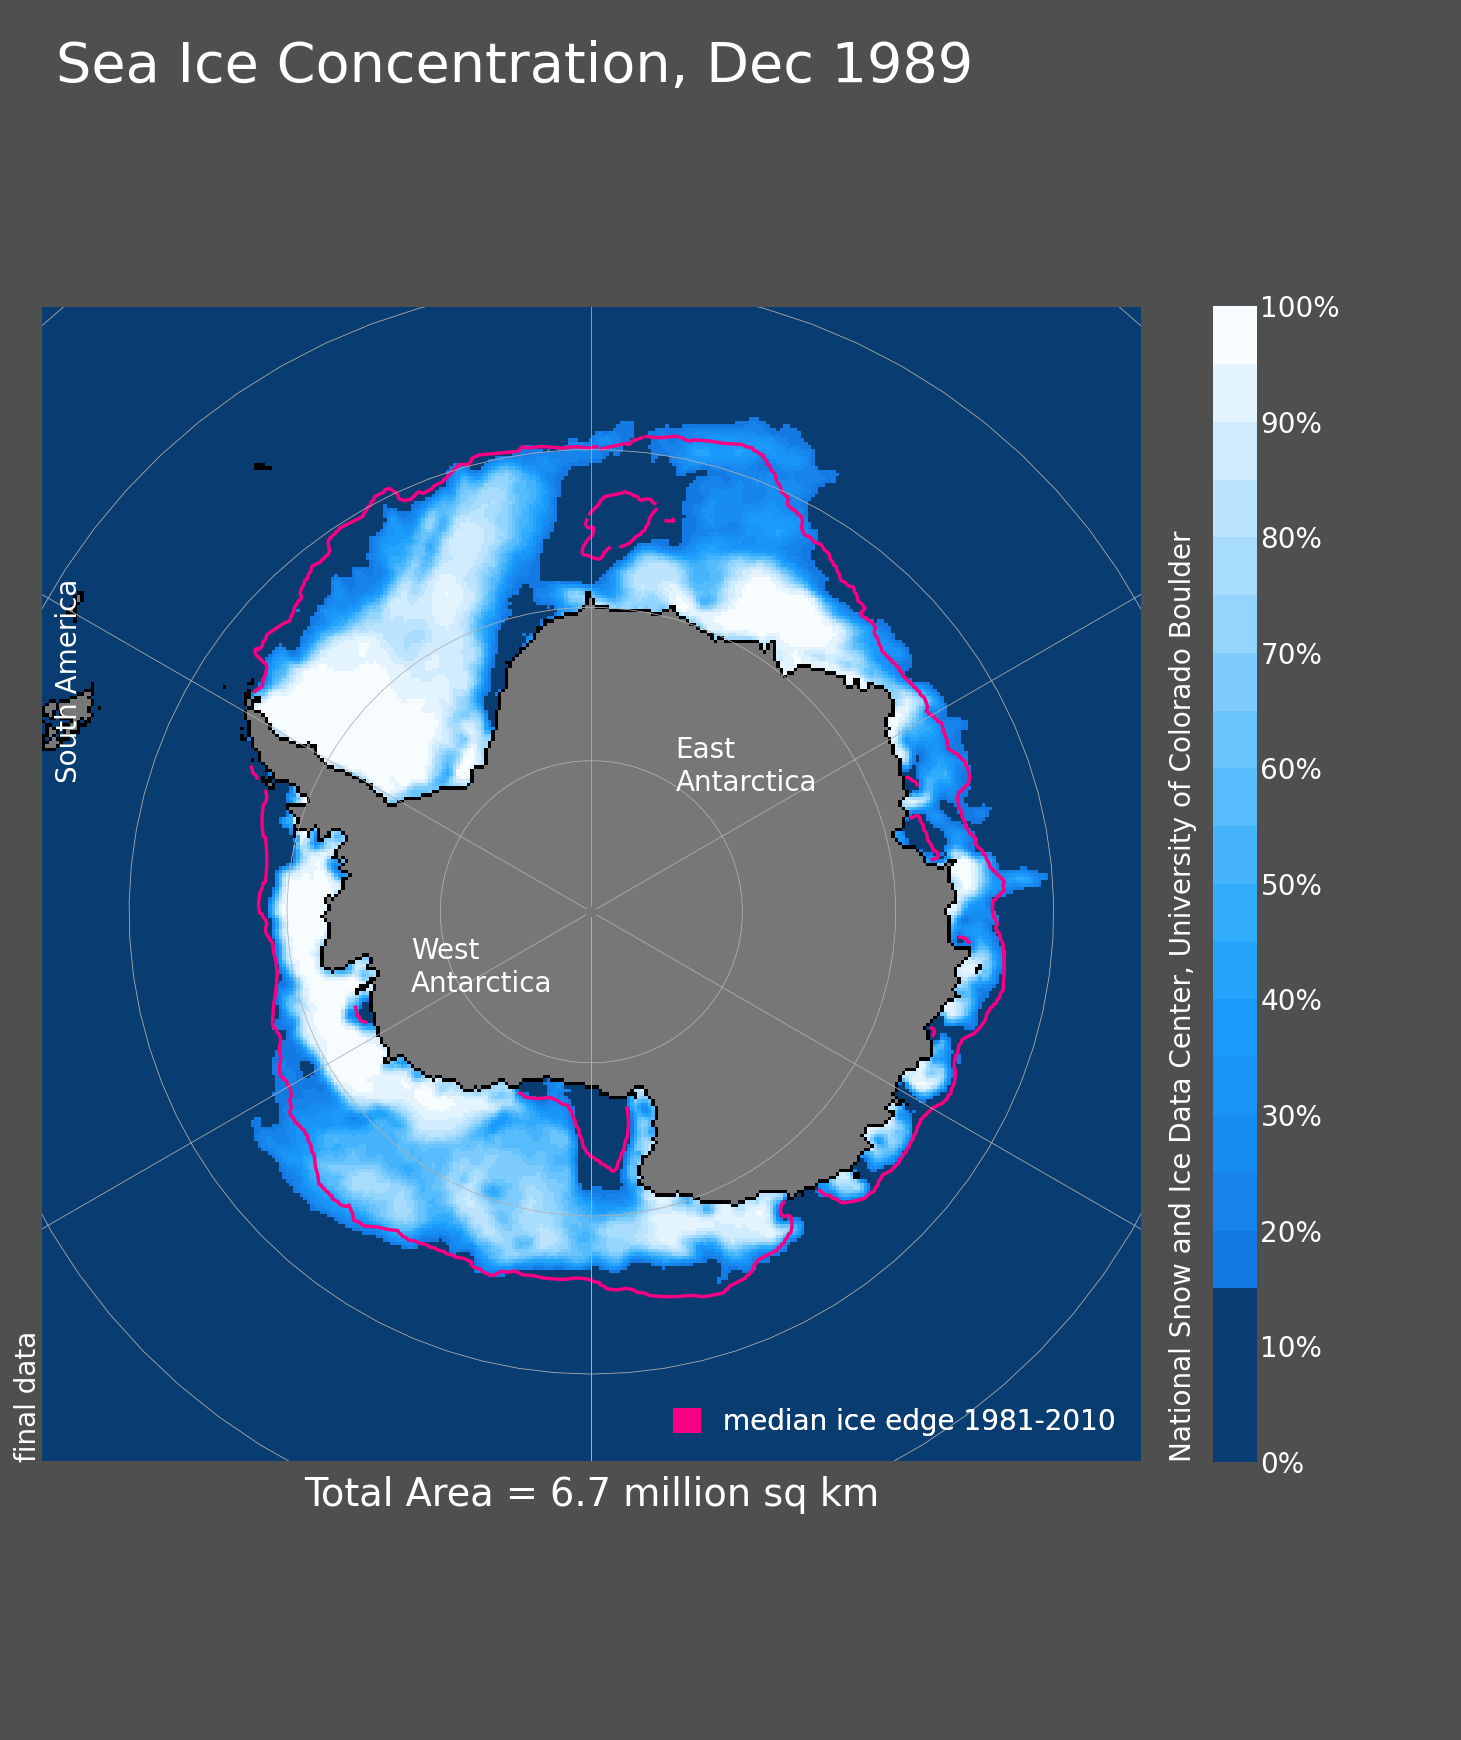 Sea Ice Concentration, Dec 1989
South America
East
Antarctica
West
Antarctica
median ice edge 1981-2010
final data
Total Area = 6.7 million sq km
National Snow and Ice Data Center, University of Colorado Boulder
100%
90%
80%
70%
60%
50%
40%
30%
20%
10%
0%